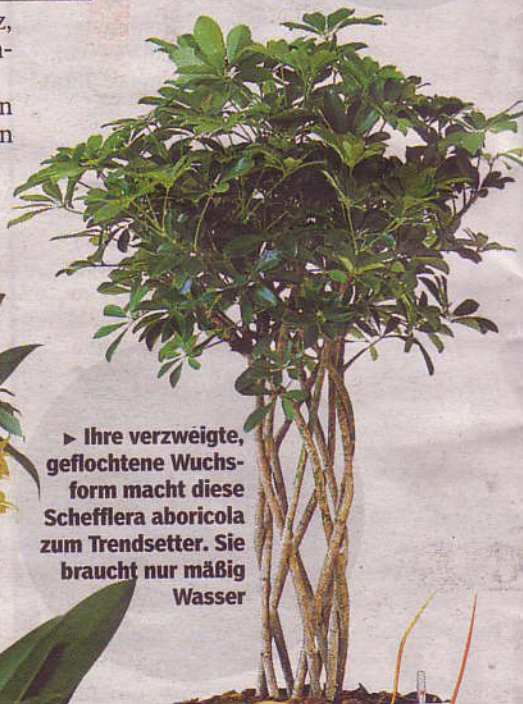 z,
n
n
► Ihre verzweigte,
geflochtene Wuchs-
form macht diese
Schefflera aboricola
zum Trendsetter. Sie
braucht nur mäßig
Wasser